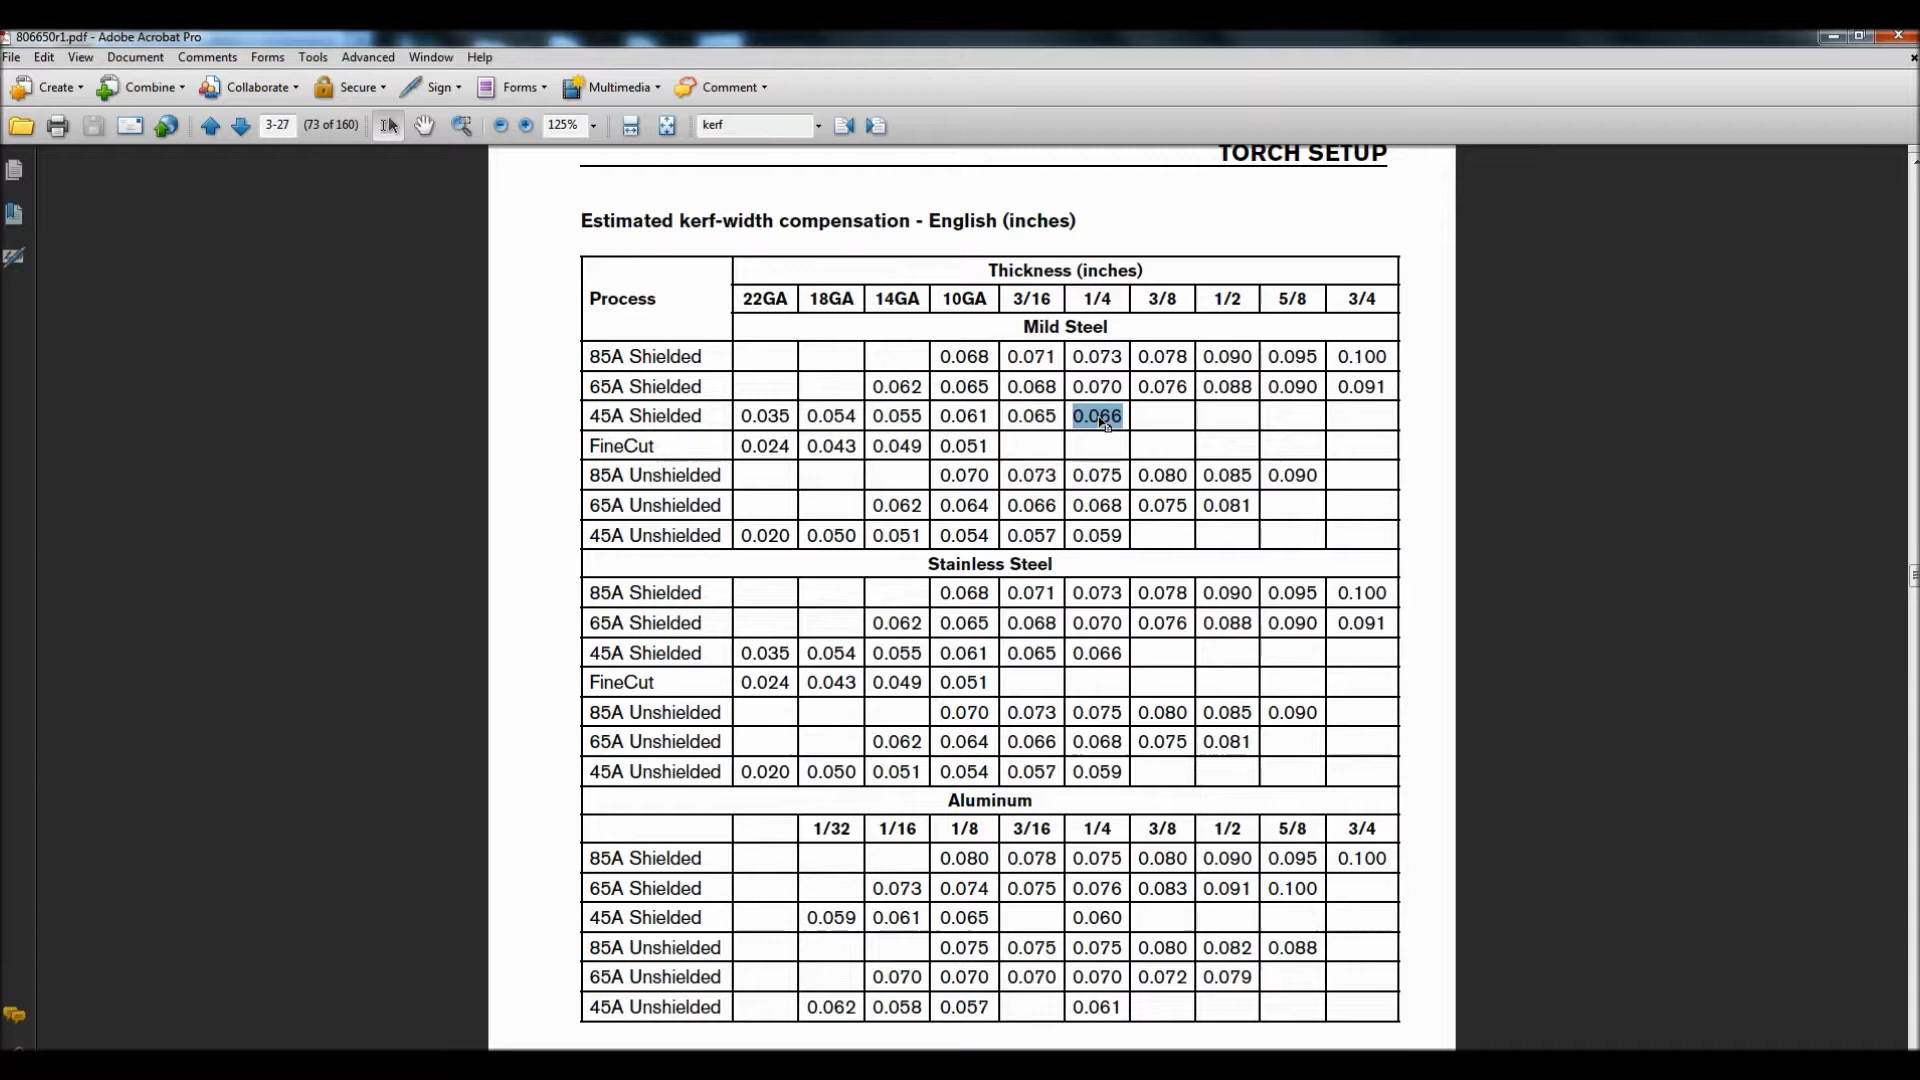 806650r1.pdf - Adobe Acrobat Pro
File Edit View Document Comments Forms Tools Advanced Window Help
Create Combine Collaborate Secure Sign Forms Multimedia Comment
3-27 (73 of 160) 125% kerf
TORCH SETUP
Estimated kerf-width compensation - English (inches)
Process Thickness (inches)
22GA 18GA 14GA 10GA 3/16 1/4 3/8 1/2 5/8 3/4
Mild Steel
85A Shielded 0.068 0.071 0.073 0.078 0.090 0.095 0.100
65A Shielded 0.062 0.065 0.068 0.070 0.076 0.088 0.090 0.091
45A Shielded 0.035 0.054 0.055 0.061 0.065 0.066
FineCut 0.024 0.043 0.049 0.051
85A Unshielded 0.070 0.073 0.075 0.080 0.085 0.090
65A Unshielded 0.062 0.064 0.066 0.068 0.075 0.081
45A Unshielded 0.020 0.050 0.051 0.054 0.057 0.059
Stainless Steel
85A Shielded 0.068 0.071 0.073 0.078 0.090 0.095 0.100
65A Shielded 0.062 0.065 0.068 0.070 0.076 0.088 0.090 0.091
45A Shielded 0.035 0.054 0.055 0.061 0.065 0.066
FineCut 0.024 0.043 0.049 0.051
85A Unshielded 0.070 0.073 0.075 0.080 0.085 0.090
65A Unshielded 0.062 0.064 0.066 0.068 0.075 0.081
45A Unshielded 0.020 0.050 0.051 0.054 0.057 0.059
Aluminum
1/32 1/16 1/8 3/16 1/4 3/8 1/2 5/8 3/4
85A Shielded 0.080 0.078 0.075 0.080 0.090 0.095 0.100
65A Shielded 0.073 0.074 0.075 0.076 0.083 0.091 0.100
45A Shielded 0.059 0.061 0.065 0.060
85A Unshielded 0.075 0.075 0.075 0.080 0.082 0.088
65A Unshielded 0.070 0.070 0.070 0.070 0.072 0.079
45A Unshielded 0.062 0.058 0.057 0.061